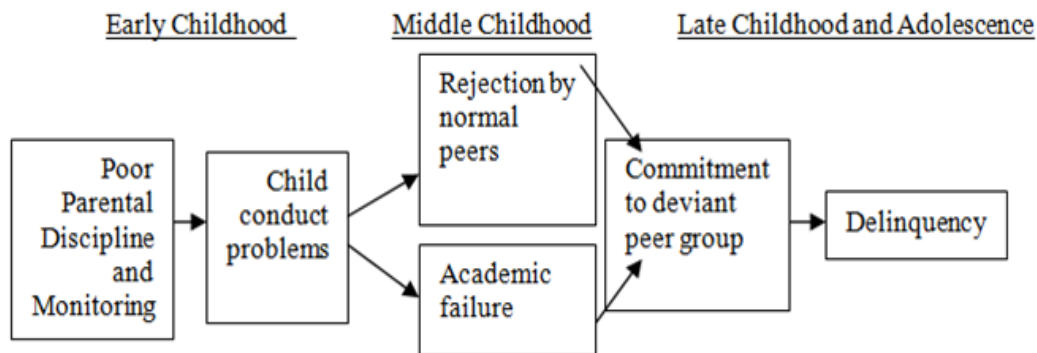 Early Childhood
Middle Childhood
Late Childhood and Adolescence
Poor
Parental
Discipline
and
Monitoring
Child
conduct
problems
Rejection by
normal
peers
Academic
failure
Commitment
to deviant
peer group
Delinquency